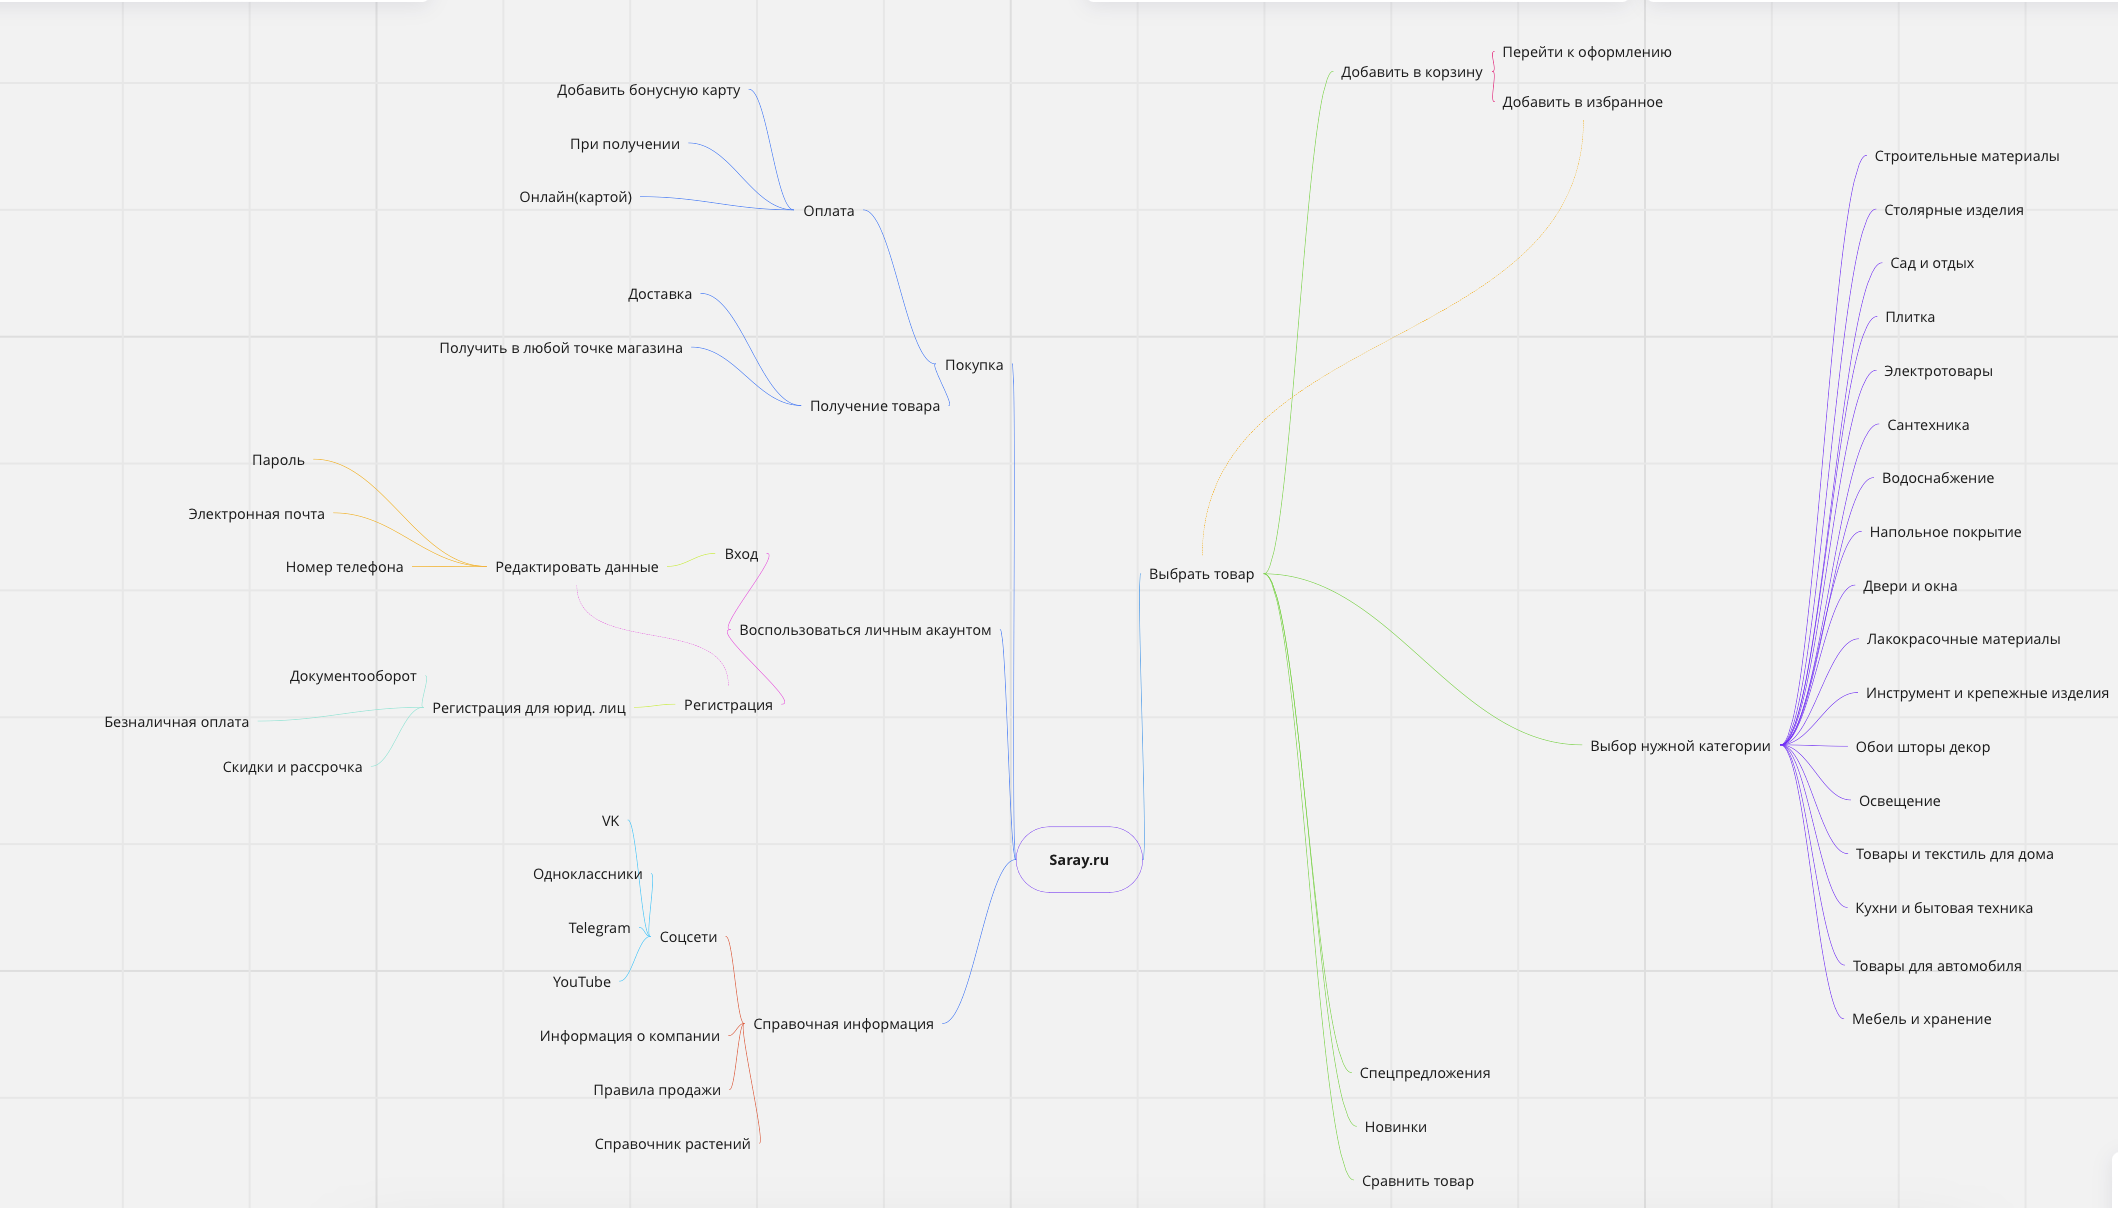 Перейти к оформлению
Добавить в корзину
Добавить бонусную карту
Добавить в избранное
При получении
Строительные материалы
Онлайн(картой)
Оплата
Столярные изделия
Сад и отдых
Доставка
Плитка
Получить в любой точке магазина
Покупка
Электротовары
Получение товара
Сантехника
Пароль
Водоснабжение
Электронная почта
Напольное покрытие
Вход
Номер телефона
Редактировать данные
Выбрать товар
Двери и окна
Воспользоваться личным акаунтом
Лакокрасочные материалы
Документооборот
Инструмент и крепежные изделия
Регистрация
Регистрация для юрид. лиц
Безналичная оплата
Выбор нужной категории
Обои шторы декор
Скидки и рассрочка
Освещение
VK
Товары и текстиль для дома
Saray.ru
Одноклассники
Кухни и бытовая техника
Telegram
Соцсети
Товары для автомобиля
YouTube
Мебель и хранение
Справочная информация
Информация о компании
Спецпредложения
Правила продажи
Новинки
Справочник растений
Сравнить товар